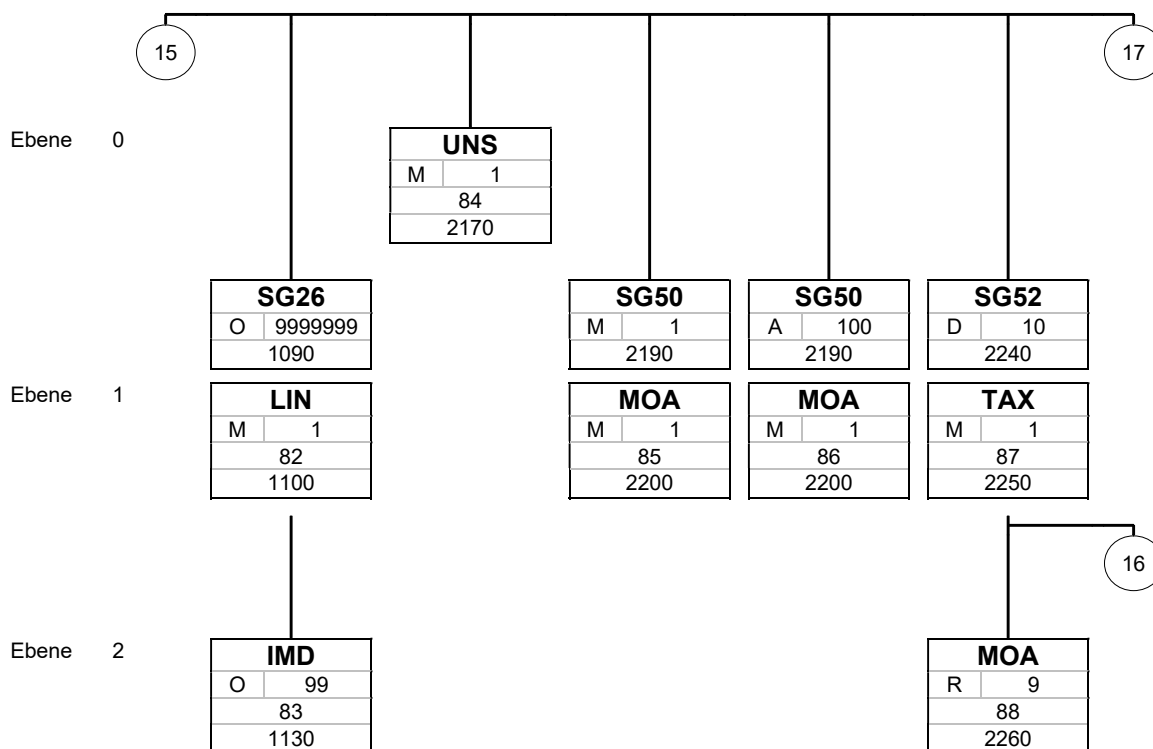 15
17
Ebene 0
UNS
M 1
84
2170
SG26 SG50 SG50 SG52
O 9999999 M 1 A 100 D 10
1090 2190 2190 2240
Ebene 1
LIN MOA MOA TAX
M 1 M 1 M 1 M 1
82 85 86 87
1100 2200 2200 2250
16
Ebene 2
IMD MOA
O 99 R 9
83 88
1130 2260